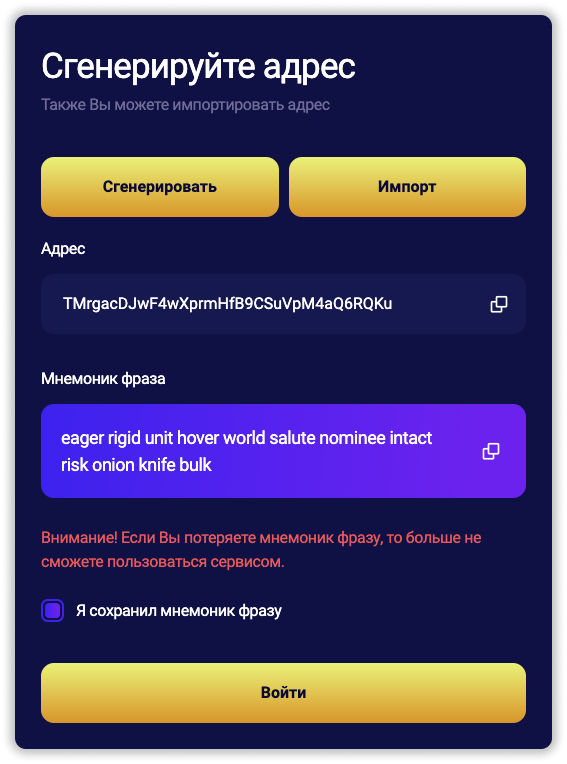 Сгенерируйте адрес
Также Вы можете импортировать адрес
Сгенерировать
Импорт
Адрес
TMrgacDJwF4wXprmHfB9CSuVpM4aQ6RQKu
Мнемоник фраза
eager rigid unit hover world salute nominee intact
risk onion knife bulk
Внимание! Если Вы потеряете мнемоник фразу, то больше не
сможете пользоваться сервисом.
Я сохранил мнемоник фразу
Войти